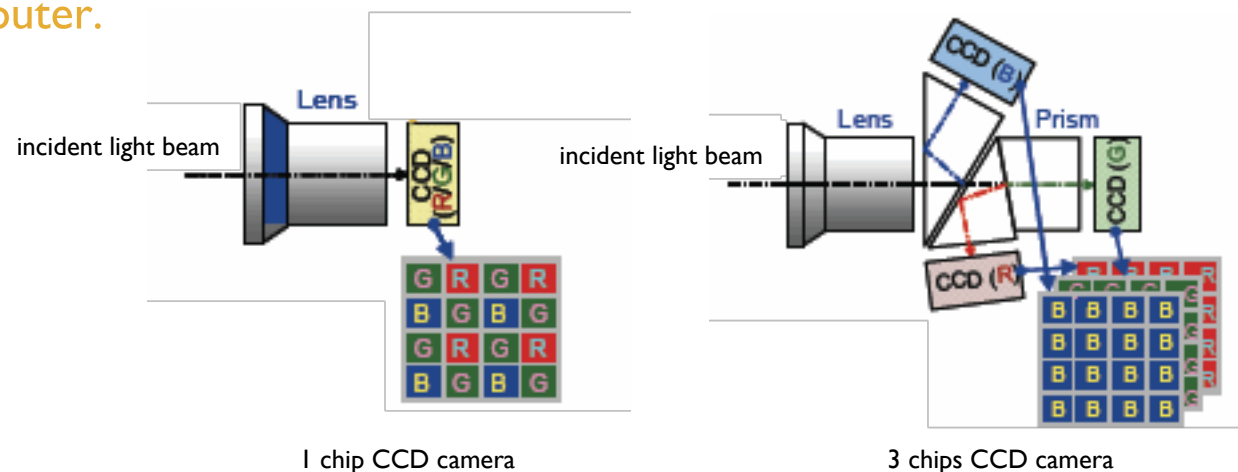 outer.
Lens
incident light beam
CCD
(R/G/B)
G R G R
B G B G
G R G R
B G B G
1 chip CCD camera
CCD (B)
Lens
Prism
incident light beam
CCD (G)
CCD (R)
R R R R
G G G G
R
G
R
G
R
G
B B B B
B B B B
B B B B
B B B B
3 chips CCD camera